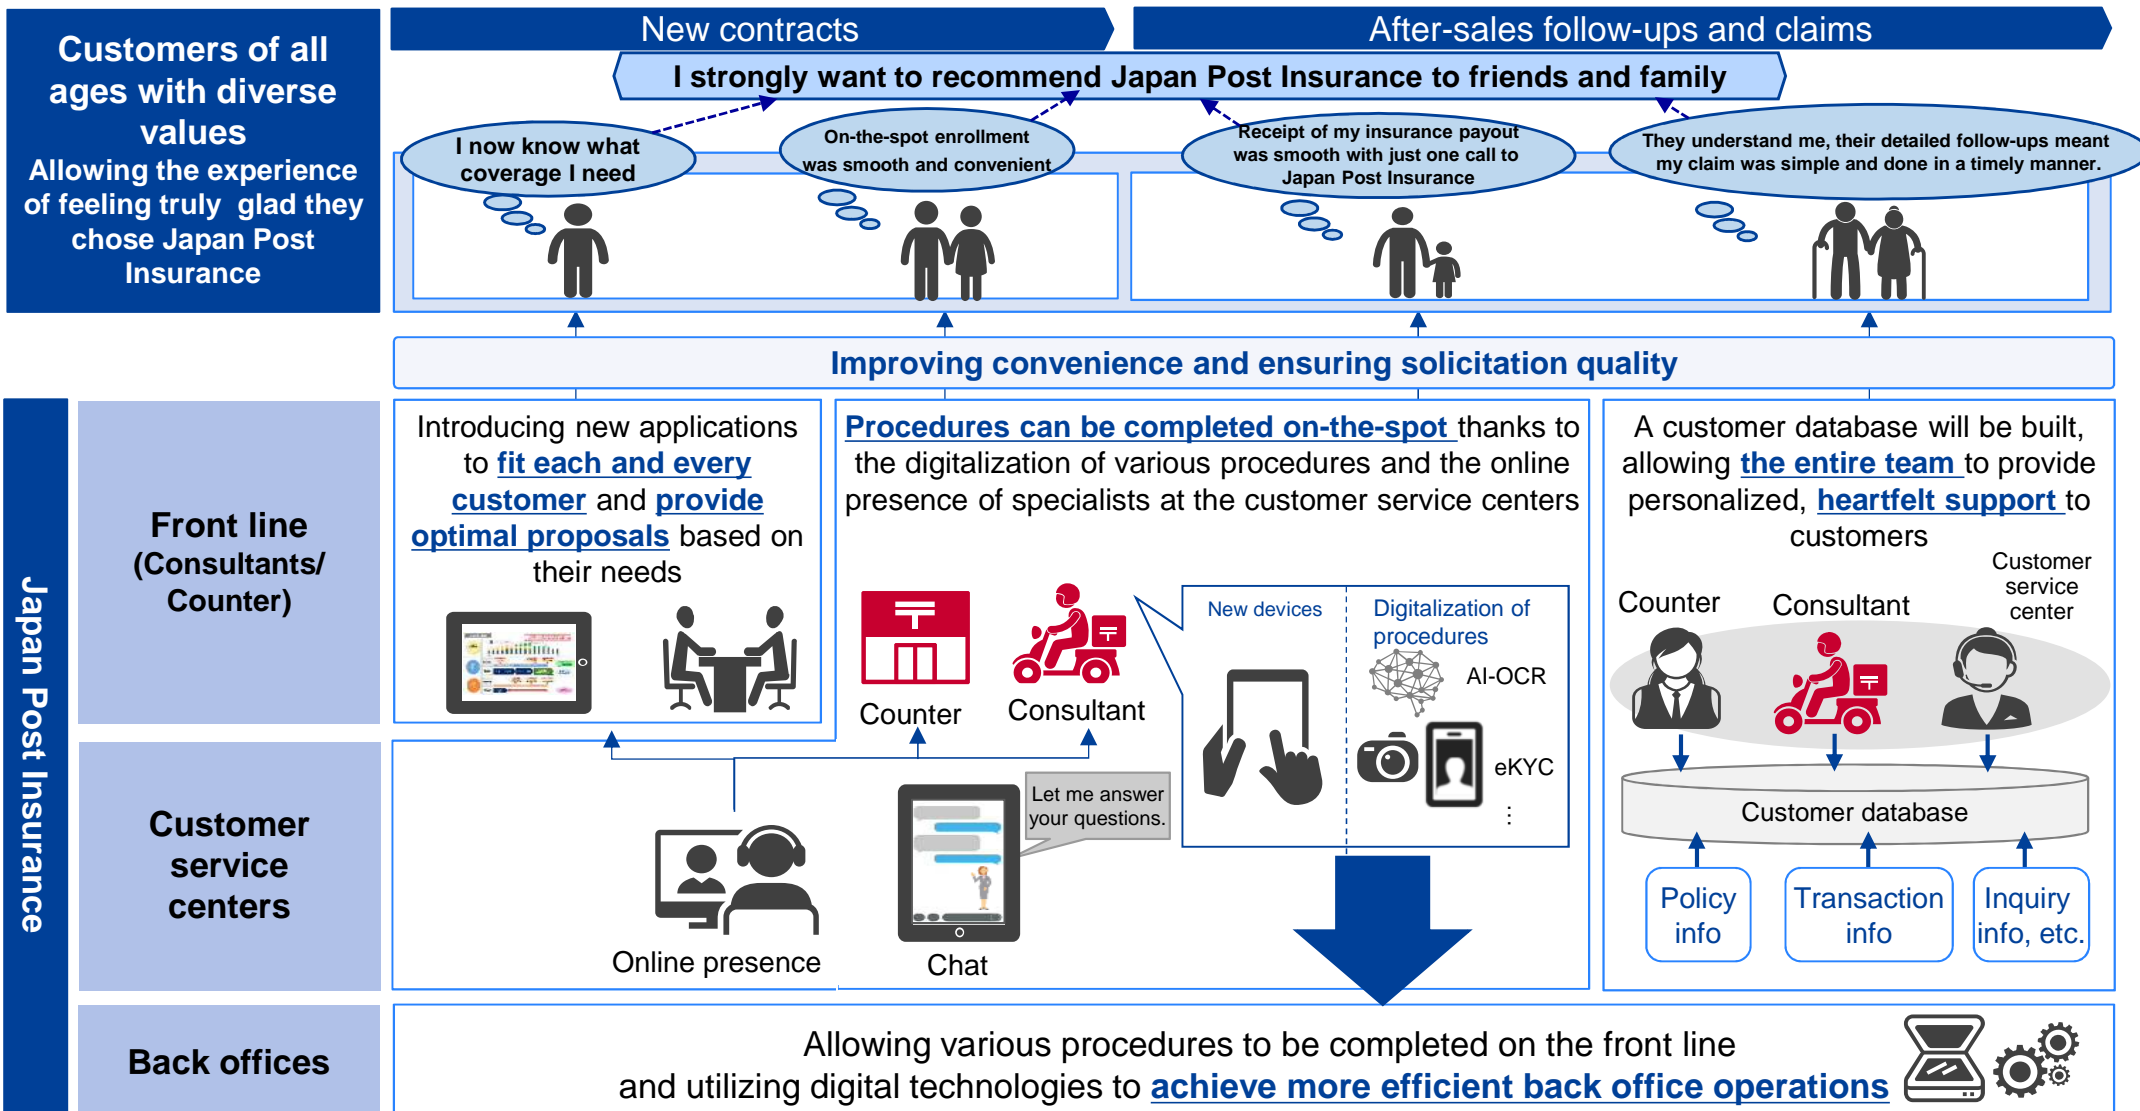 Customers of all
ages with diverse
values
Allowing the experience
of feeling truly glad they
chose Japan Post
Insurance
New contracts
After-sales follow-ups and claims
I strongly want to recommend Japan Post Insurance to friends and family
I now know what
coverage I need
On-the-spot enrollment
was smooth and convenient
Receipt of my insurance payout
was smooth with just one call to
Japan Post Insurance
They understand me, their detailed follow-ups meant
my claim was simple and done in a timely manner.
Improving convenience and ensuring solicitation quality
Japan Post Insurance
Front line
(Consultants/
Counter)
Introducing new applications
to fit each and every
customer and provide
optimal proposals based on
their needs
Procedures can be completed on-the-spot thanks to
the digitalization of various procedures and the online
presence of specialists at the customer service centers
Counter
Consultant
New devices
Digitalization of
procedures
AI-OCR
eKYC
⋮
A customer database will be built,
allowing the entire team to provide
personalized, heartfelt support to
customers
Counter
Consultant
Customer
service
center
Customer database
Policy
info
Transaction
info
Inquiry
info, etc.
Customer
service
centers
Online presence
Chat
Let me answer
your questions.
Back offices
Allowing various procedures to be completed on the front line
and utilizing digital technologies to achieve more efficient back office operations